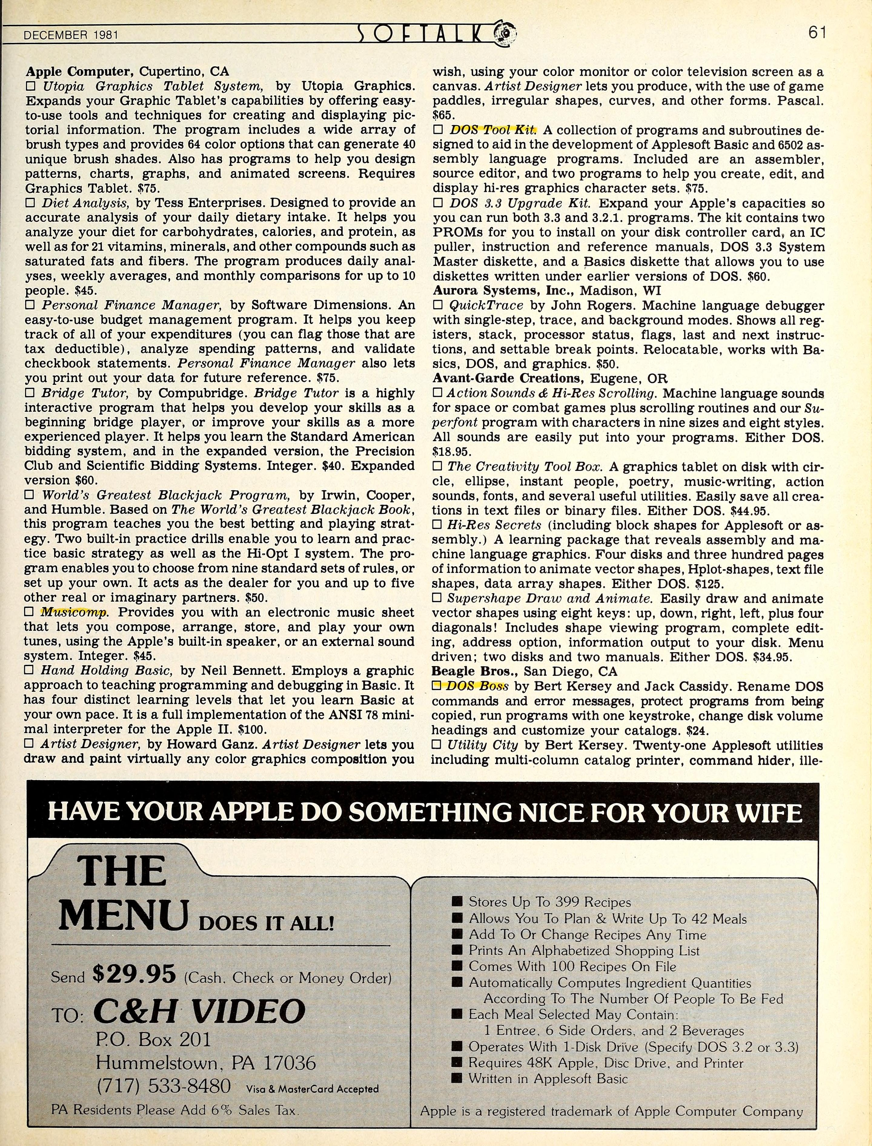 DECEMBER 1981
SOFTALK
61
Apple Computer, Cupertino, CA
□ Utopia Graphics Tablet System, by Utopia Graphics.
Expands your Graphic Tablet's capabilities by offering easy-
to-use tools and techniques for creating and displaying pic-
torial information. The program includes a wide array of
brush types and provides 64 color options that can generate 40
unique brush shades. Also has programs to help you design
patterns, charts, graphs, and animated screens. Requires
Graphics Tablet. $75.
□ Diet Analysis, by Tess Enterprises. Designed to provide an
accurate analysis of your daily dietary intake. It helps you
analyze your diet for carbohydrates, calories, and protein, as
well as for 21 vitamins, minerals, and other compounds such as
saturated fats and fibers. The program produces daily anal-
yses, weekly averages, and monthly comparisons for up to 10
people. $45.
□ Personal Finance Manager, by Software Dimensions. An
easy-to-use budget management program. It helps you keep
track of all of your expenditures (you can flag those that are
tax deductible), analyze spending patterns, and validate
checkbook statements. Personal Finance Manager also lets
you print out your data for future reference. $75.
□ Bridge Tutor, by Compubridge. Bridge Tutor is a highly
interactive program that helps you develop your skills as a
beginning bridge player, or improve your skills as a more
experienced player. It helps you learn the Standard American
bidding system, and in the expanded version, the Precision
Club and Scientific Bidding Systems. Integer. $40. Expanded
version $60.
□ World's Greatest Blackjack Program, by Irwin, Cooper,
and Humble. Based on The World's Greatest Blackjack Book,
this program teaches you the best betting and playing strat-
egy. Two built-in practice drills enable you to learn and prac-
tice basic strategy as well as the Hi-Opt I system. The pro-
gram enables you to choose from nine standard sets of rules, or
set up your own. It acts as the dealer for you and up to five
other real or imaginary partners. $50.
□ Musicomp. Provides you with an electronic music sheet
that lets you compose, arrange, store, and play your own
tunes, using the Apple's built-in speaker, or an external sound
system. Integer. $45.
□ Hand Holding Basic, by Neil Bennett. Employs a graphic
approach to teaching programming and debugging in Basic. It
has four distinct learning levels that let you learn Basic at
your own pace. It is a full implementation of the ANSI 78 mini-
mal interpreter for the Apple II. $100.
□ Artist Designer, by Howard Ganz. Artist Designer lets you
draw and paint virtually any color graphics composition you
wish, using your color monitor or color television screen as a
canvas. Artist Designer lets you produce, with the use of game
paddles, irregular shapes, curves, and other forms. Pascal.
$65.
□ DOS Tool Kit. A collection of programs and subroutines de-
signed to aid in the development of Applesoft Basic and 6502 as-
sembly language programs. Included are an assembler,
source editor, and two programs to help you create, edit, and
display hi-res graphics character sets. $75.
□ DOS 3.3 Upgrade Kit. Expand your Apple's capacities so
you can run both 3.3 and 3.2.1. programs. The kit contains two
PROMs for you to install on your disk controller card, an IC
puller, instruction and reference manuals, DOS 3.3 System
Master diskette, and a Basics diskette that allows you to use
diskettes written under earlier versions of DOS. $60.
Aurora Systems, Inc., Madison, WI
□ QuickTrace by John Rogers. Machine language debugger
with single-step, trace, and background modes. Shows all reg-
isters, stack, processor status, flags, last and next instruc-
tions, and settable break points. Relocatable, works with Ba-
sics, DOS, and graphics. $50.
Avant-Garde Creations, Eugene, OR
□ Action Sounds & Hi-Res Scrolling. Machine language sounds
for space or combat games plus scrolling routines and our Su-
perfont program with characters in nine sizes and eight styles.
All sounds are easily put into your programs. Either DOS.
$18.95.
□ The Creativity Tool Box. A graphics tablet on disk with cir-
cle, ellipse, instant people, poetry, music-writing, action
sounds, fonts, and several useful utilities. Easily save all crea-
tions in text files or binary files. Either DOS. $44.95.
□ Hi-Res Secrets (including block shapes for Applesoft or as-
sembly.) A learning package that reveals assembly and ma-
chine language graphics. Four disks and three hundred pages
of information to animate vector shapes, Hplot-shapes, text file
shapes, data array shapes. Either DOS. $125.
□ Supershape Draw and Animate. Easily draw and animate
vector shapes using eight keys: up, down, right, left, plus four
diagonals! Includes shape viewing program, complete edit-
ing, address option, information output to your disk. Menu
driven; two disks and two manuals. Either DOS. $34.95.
Beagle Bros., San Diego, CA
□ DOS Boss by Bert Kersey and Jack Cassidy. Rename DOS
commands and error messages, protect programs from being
copied, run programs with one keystroke, change disk volume
headings and customize your catalogs. $24.
□ Utility City by Bert Kersey. Twenty-one Applesoft utilities
including multi-column catalog printer, command hider, ille-
HAVE YOUR APPLE DO SOMETHING NICE FOR YOUR WIFE
THE
MENU DOES IT ALL!
Send $29.95 (Cash, Check or Money Order)
TO: C&H VIDEO
P.O. Box 201
Hummelstown, PA 17036
(717) 533-8480 Visa & MasterCard Accepted
PA Residents Please Add 6% Sales Tax.
■ Stores Up To 399 Recipes
■ Allows You To Plan & Write Up To 42 Meals
■ Add To Or Change Recipes Any Time
■ Prints An Alphabetized Shopping List
■ Comes With 100 Recipes On File
■ Automatically Computes Ingredient Quantities
According To The Number Of People To Be Fed
■ Each Meal Selected May Contain:
1 Entree, 6 Side Orders, and 2 Beverages
■ Operates With 1-Disk Drive (Specify DOS 3.2 or 3.3)
■ Requires 48K Apple, Disc Drive, and Printer
■ Written in Applesoft Basic
Apple is a registered trademark of Apple Computer Company